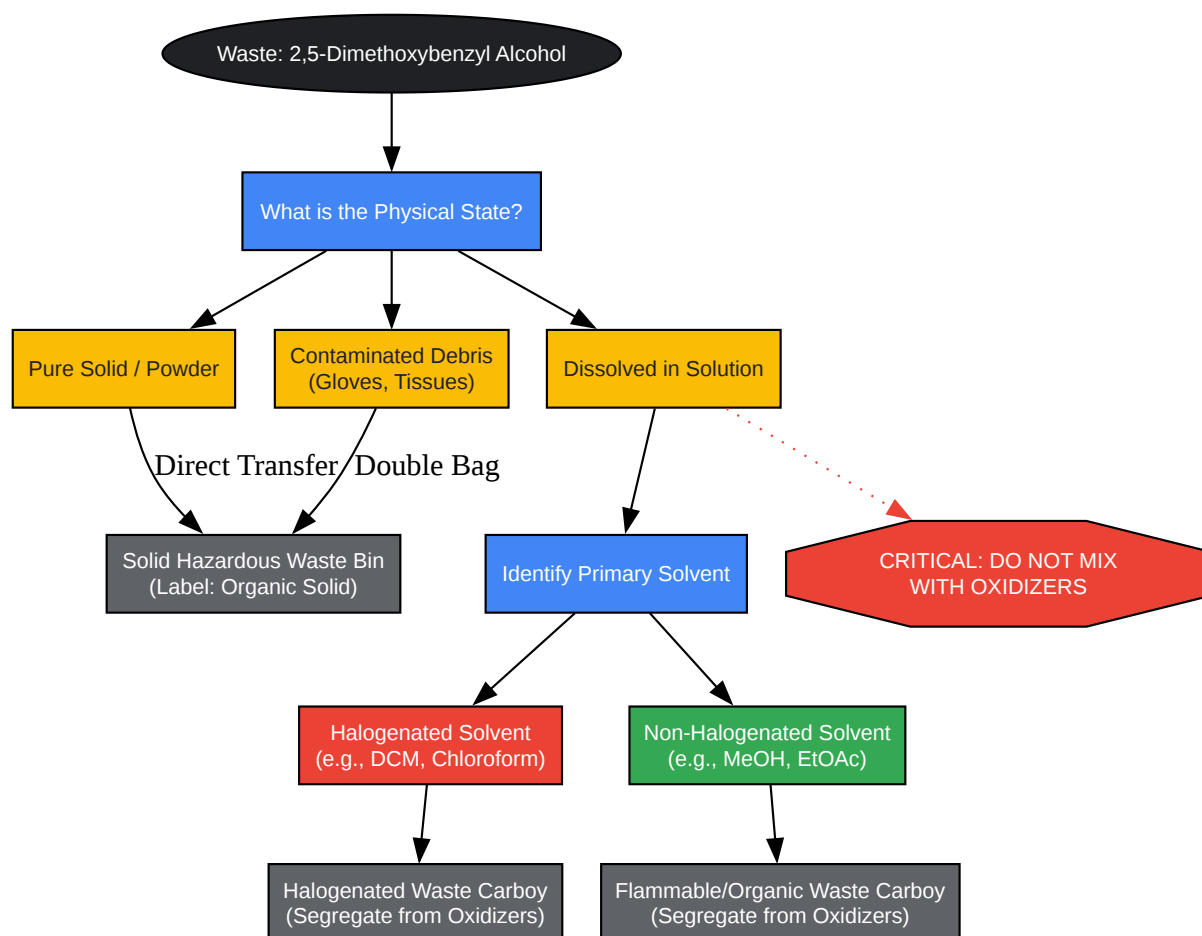 Waste: 2,5-Dimethoxybenzyl Alcohol
What is the Physical State?
Pure Solid / Powder
Contaminated Debris
(Gloves, Tissues)
Dissolved in Solution
Direct Transfer
Double Bag
Solid Hazardous Waste Bin
(Label: Organic Solid)
Identify Primary Solvent
CRITICAL: DO NOT MIX
WITH OXIDIZERS
Halogenated Solvent
(e.g., DCM, Chloroform)
Non-Halogenated Solvent
(e.g., MeOH, EtOAc)
Halogenated Waste Carboy
(Segregate from Oxidizers)
Flammable/Organic Waste Carboy
(Segregate from Oxidizers)